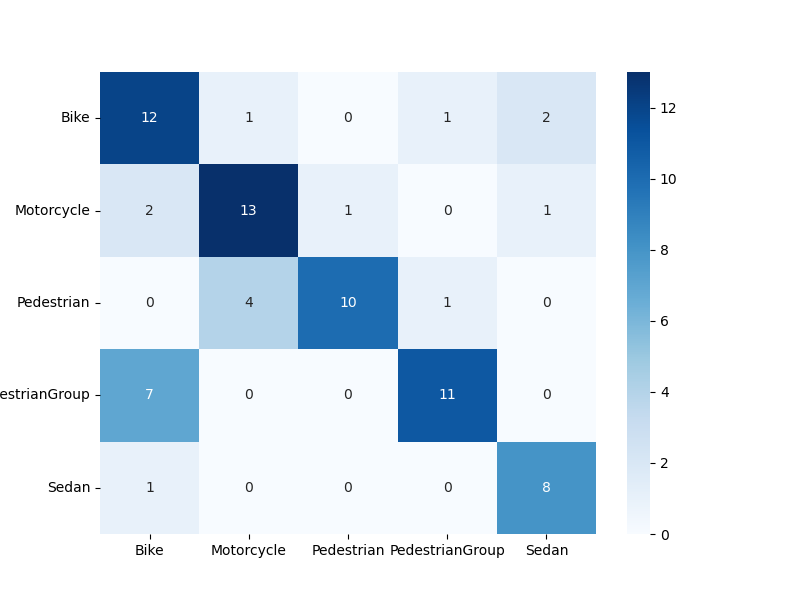 Bike 12 1 0 1 2
Motorcycle 2 13 1 0 1
Pedestrian 0 4 10 1 0
estrianGroup 7 0 0 11 0
Sedan 1 0 0 0 8
Bike Motorcycle Pedestrian PedestrianGroup Sedan
12
10
8
6
4
2
0